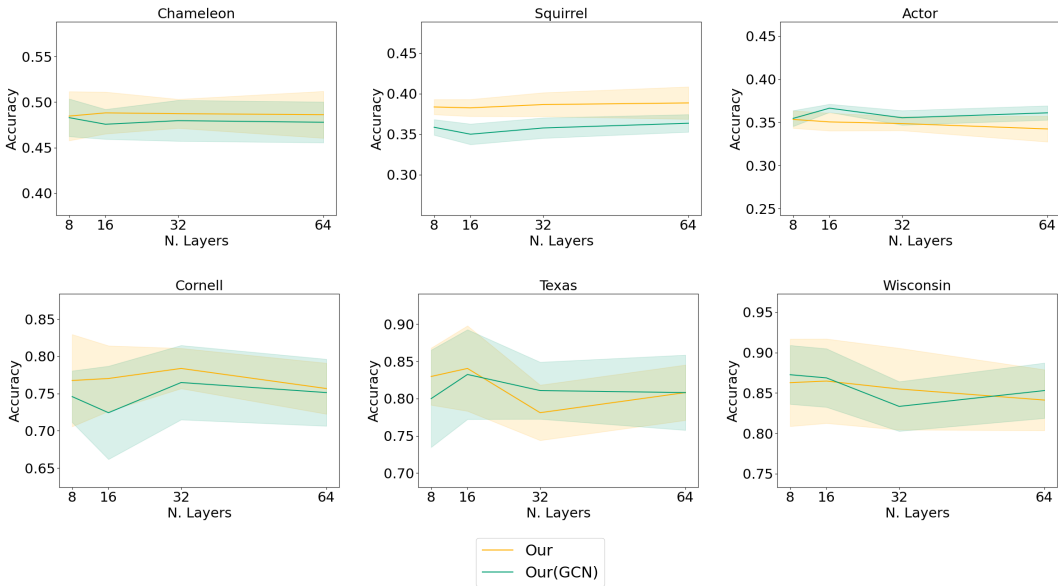 Chameleon
Squirrel
Actor
0.55
0.50
0.45
0.40
Accuracy
8
16
32
64
N. Layers
0.45
0.40
0.35
0.30
Accuracy
8
16
32
64
N. Layers
0.45
0.40
0.35
0.30
0.25
Accuracy
8
16
32
64
N. Layers
Cornell
Texas
Wisconsin
0.85
0.80
0.75
0.70
0.65
Accuracy
8
16
32
64
N. Layers
0.90
0.85
0.80
0.75
0.70
Accuracy
8
16
32
64
N. Layers
0.95
0.90
0.85
0.80
0.75
Accuracy
8
16
32
64
N. Layers
Our
Our(GCN)